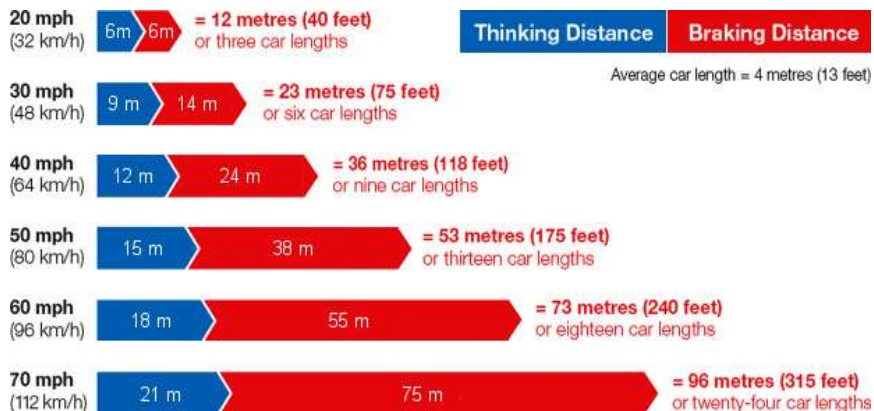 20 mph
(32 km/h)
6m 6m
= 12 metres (40 feet)
or three car lengths
Thinking Distance Braking Distance
Average car length = 4 metres (13 feet)
30 mph
(48 km/h)
9 m 14 m
= 23 metres (75 feet)
or six car lengths
40 mph
(64 km/h)
12 m 24 m
= 36 metres (118 feet)
or nine car lengths
50 mph
(80 km/h)
15 m 38 m
= 53 metres (175 feet)
or thirteen car lengths
60 mph
(96 km/h)
18 m 55 m
= 73 metres (240 feet)
or eighteen car lengths
70 mph
(112 km/h)
21 m 75 m
= 96 metres (315 feet)
or twenty-four car lengths